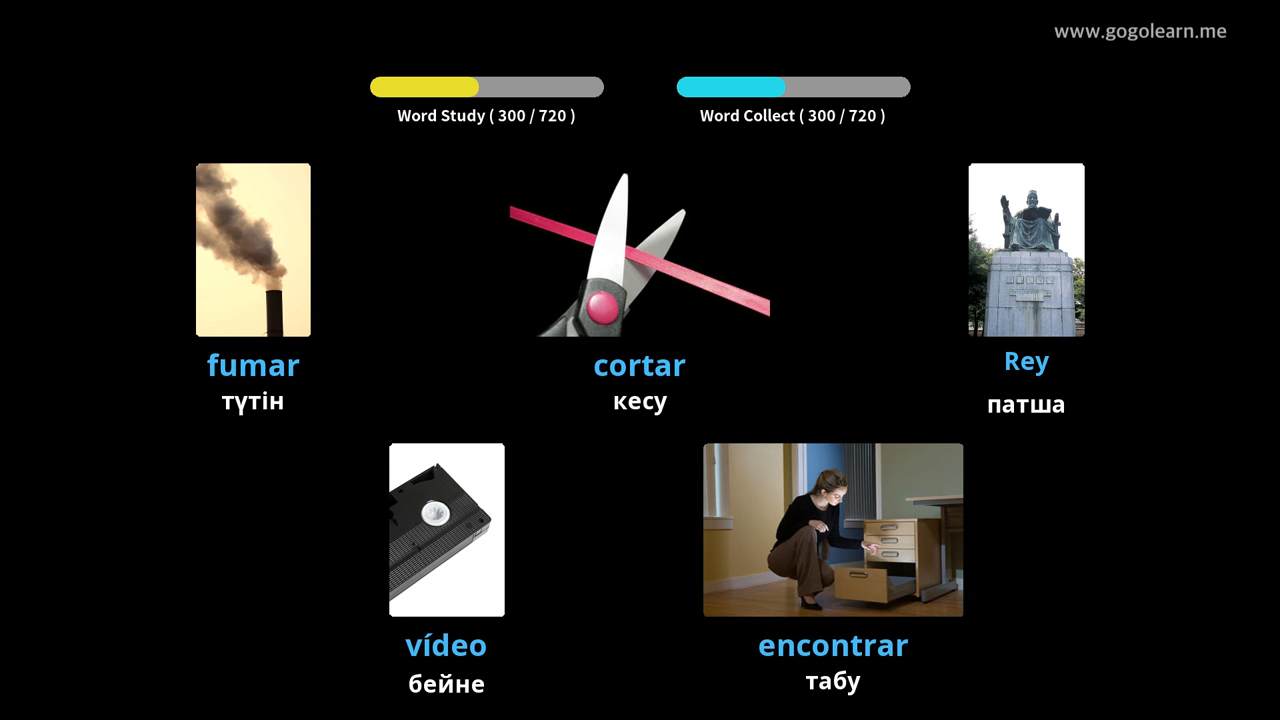 www.gogolearn.me
Word Study ( 300 / 720 )
Word Collect ( 300 / 720 )
fumar
түтін
cortar
кесу
Rey
патша
vídeo
бейне
encontrar
табу